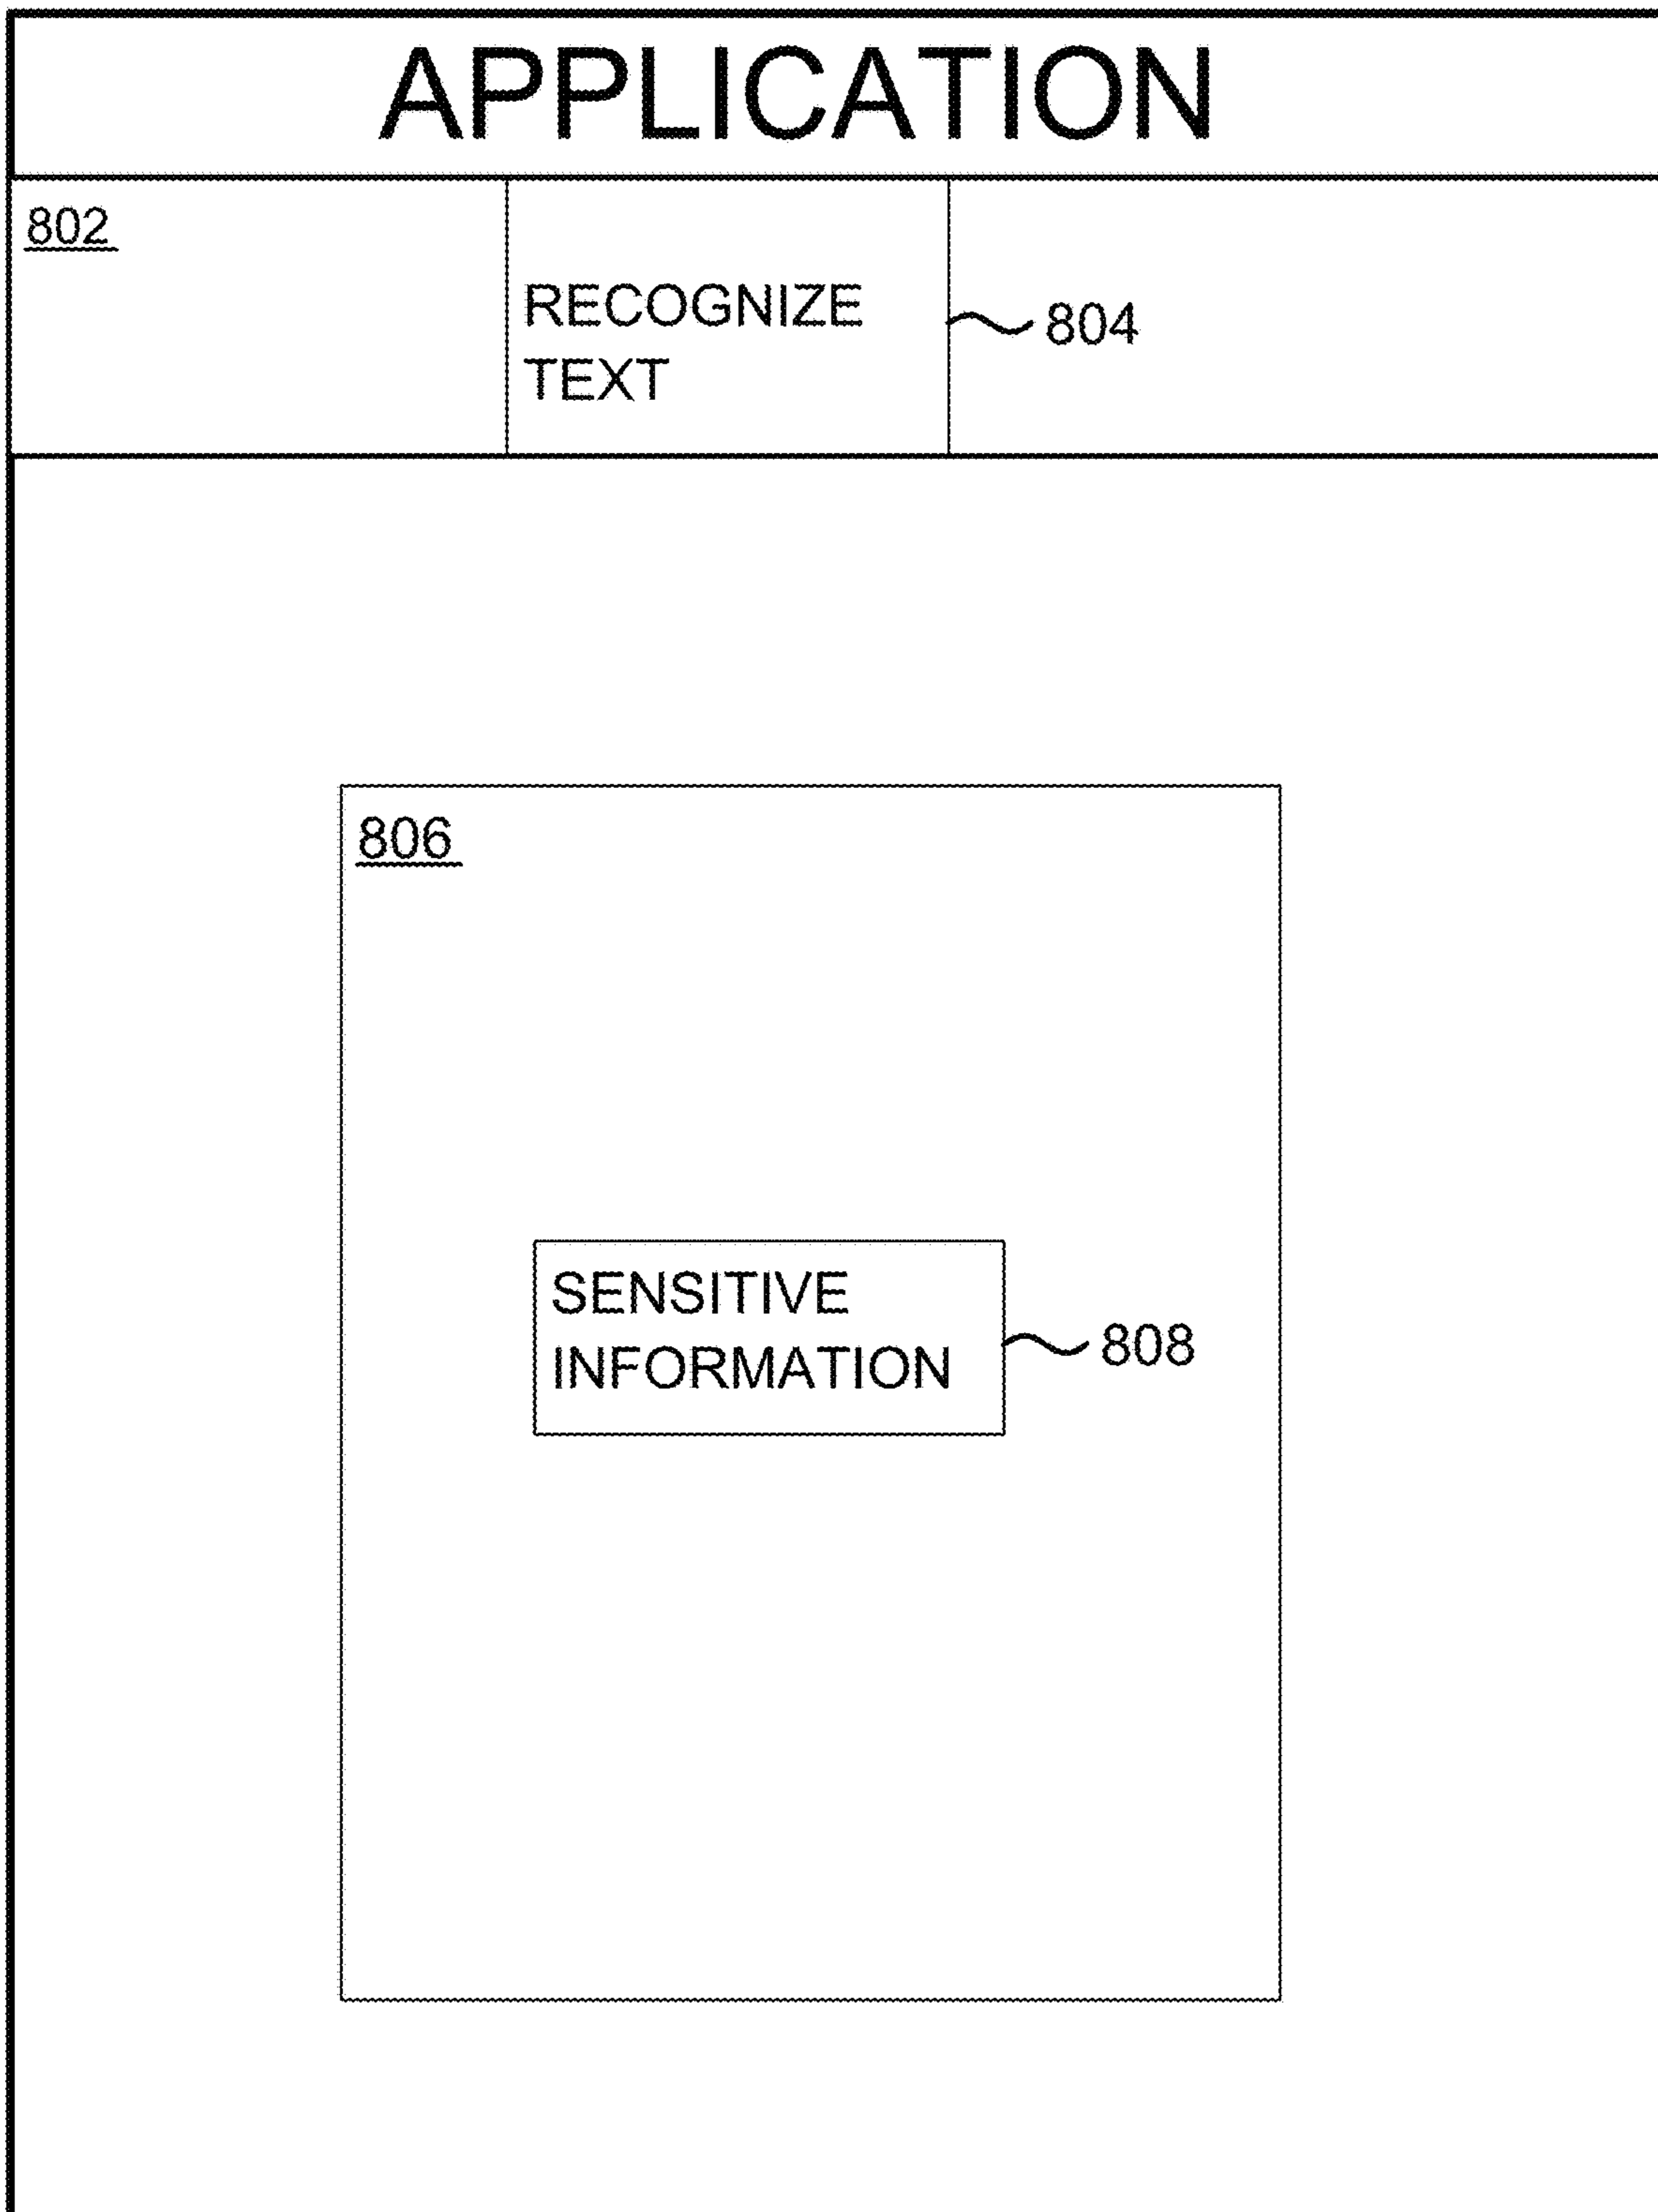 APPLICATION
802
RECOGNIZE
TEXT
804
806
SENSITIVE
INFORMATION
808